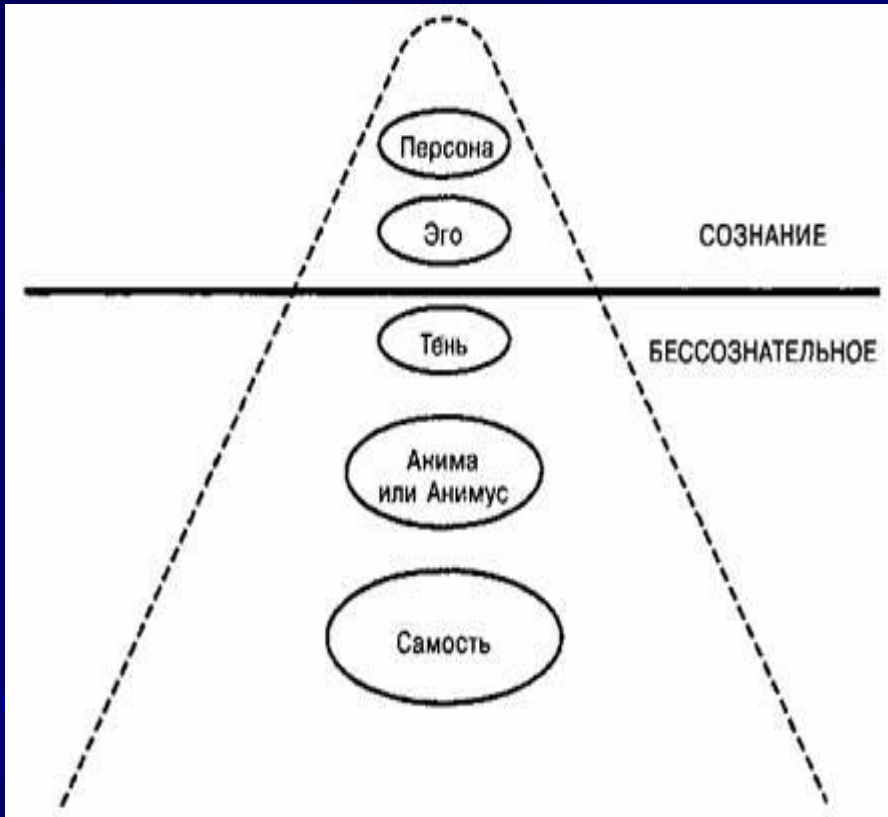 Персона
Эго
СОЗНАНИЕ
Тень
БЕССОЗНАТЕЛЬНОЕ
Анима
или Анимус
Самость